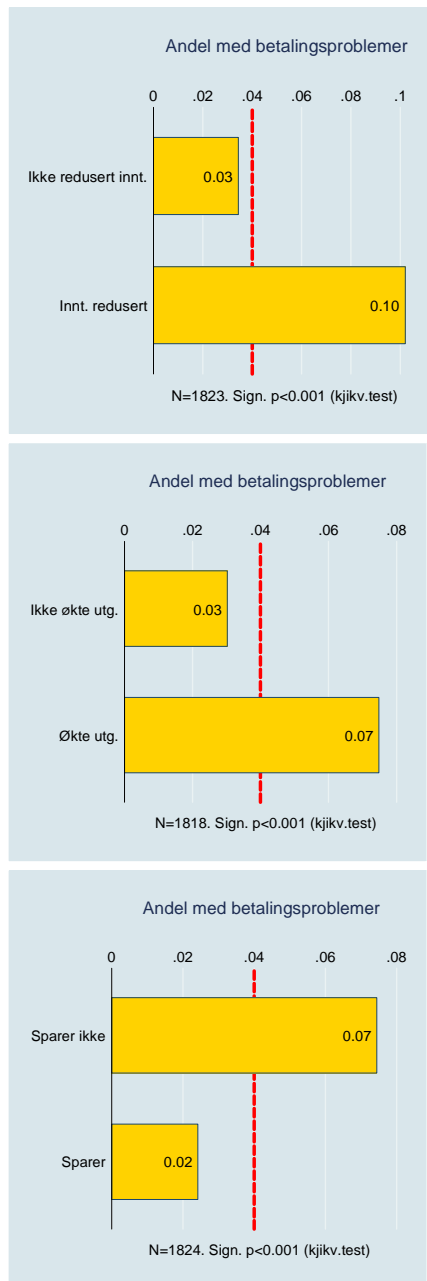 Andel med betalingsproblemer
0 .02 .04 .06 .08 .1
Ikke redusert innt. 0.03
Innt. redusert 0.10
N=1823. Sign. p<0.001 (kjikv.test)
Andel med betalingsproblemer
0 .02 .04 .06 .08
Ikke økte utg. 0.03
Økte utg. 0.07
N=1818. Sign. p<0.001 (kjikv.test)
Andel med betalingsproblemer
0 .02 .04 .06 .08
Sparer ikke 0.07
Sparer 0.02
N=1824. Sign. p<0.001 (kjikv.test)